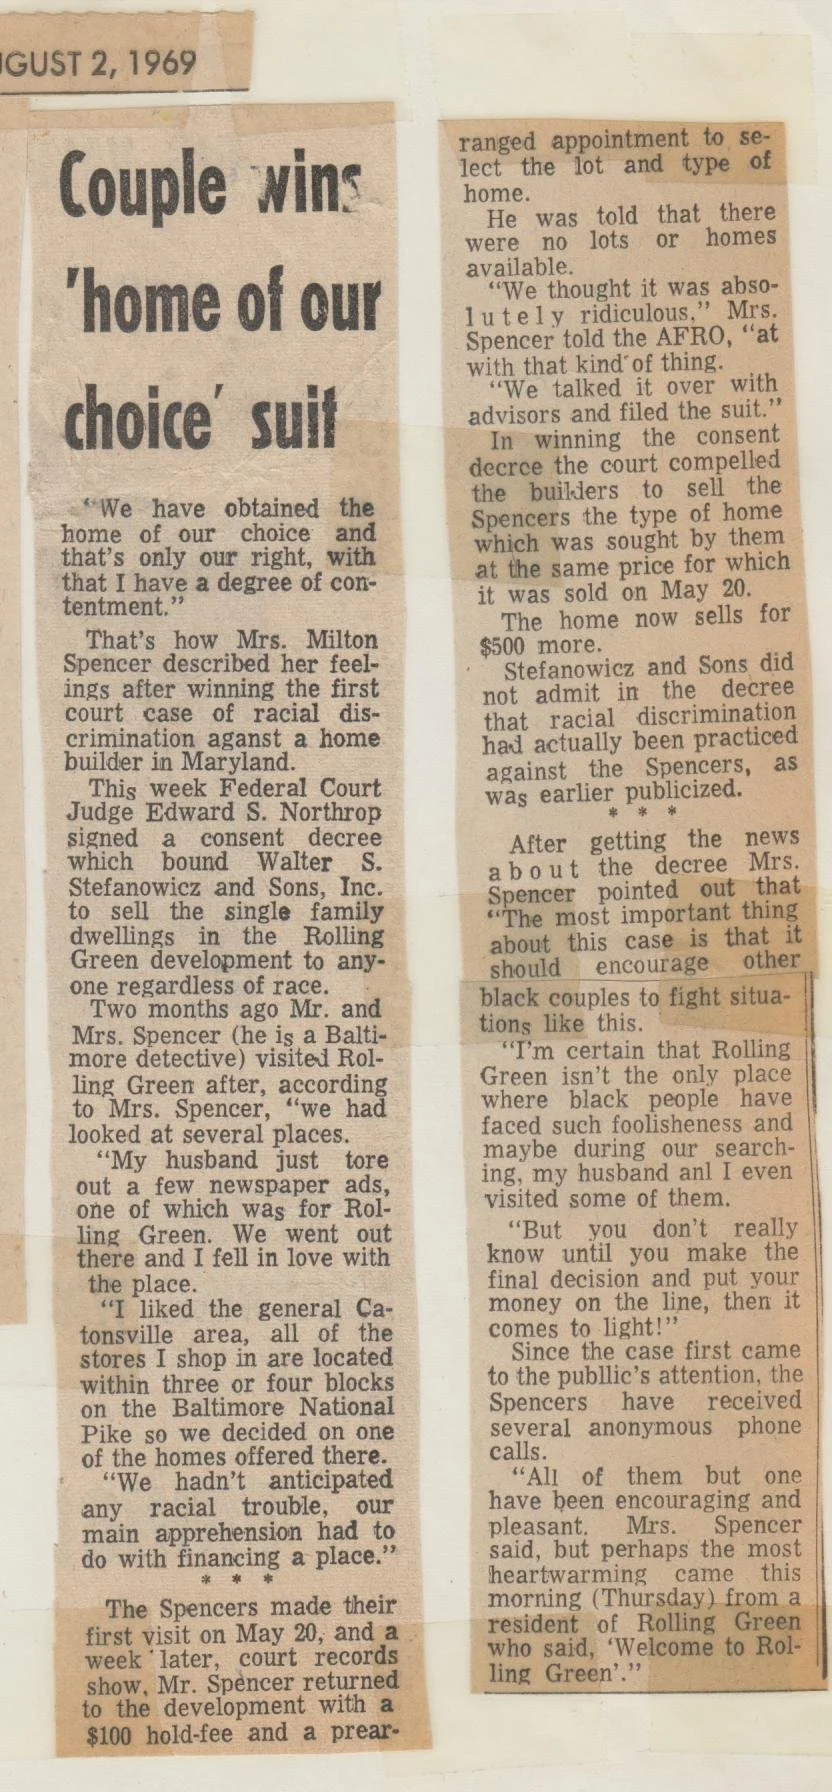 UGUST 2, 1969
Couple wins
'home of our
choice' suit
"We have obtained the
home of our choice and
that's only our right, with
that I have a degree of con-
tentment."
That's how Mrs. Milton
Spencer described her feel-
ings after winning the first
court case of racial dis-
crimination aganst a home
builder in Maryland.
This week Federal Court
Judge Edward S. Northrop
signed a consent decree
which bound Walter S.
Stefanowicz and Sons, Inc.
to sell the single family
dwellings in the Rolling
Green development to any-
one regardless of race.
Two months ago Mr. and
Mrs. Spencer (he is a Balti-
more detective) visited Rol-
ling Green after, according
to Mrs. Spencer, "we had
looked at several places.
"My husband just tore
out a few newspaper ads,
one of which was for Rol-
ling Green. We went out
there and I fell in love with
the place.
"I liked the general Ca-
tonsville area, all of the
stores I shop in are located
within three or four blocks
on the Baltimore National
Pike so we decided on one
of the homes offered there.
"We hadn't anticipated
any racial trouble, our
main apprehension had to
do with financing a place."
* * *
The Spencers made their
first visit on May 20, and a
week later, court records
show, Mr. Spencer returned
to the development with a
$100 hold-fee and a prear-
ranged appointment to se-
lect the lot and type of
home.
He was told that there
were no lots or homes
available.
"We thought it was abso-
lutely ridiculous," Mrs.
Spencer told the AFRO, "at
with that kind of thing.
"We talked it over with
advisors and filed the suit."
In winning the consent
decree the court compelled
the builders to sell the
Spencers the type of home
which was sought by them
at the same price for which
it was sold on May 20.
The home now sells for
$500 more.
Stefanowicz and Sons did
not admit in the decree
that racial discrimination
had actually been practiced
against the Spencers, as
was earlier publicized.
* * *
After getting the news
about the decree Mrs.
Spencer pointed out that
"The most important thing
about this case is that it
should encourage other
black couples to fight situa-
tions like this.
"I'm certain that Rolling
Green isn't the only place
where black people have
faced such foolisheness and
maybe during our search-
ing, my husband anl I even
visited some of them.
"But you don't really
know until you make the
final decision and put your
money on the line, then it
comes to light!"
Since the case first came
to the publlic's attention, the
Spencers have received
several anonymous phone
calls.
"All of them but one
have been encouraging and
pleasant. Mrs. Spencer
said, but perhaps the most
heartwarming came this
morning (Thursday) from a
resident of Rolling Green
who said, 'Welcome to Rol-
ling Green'."